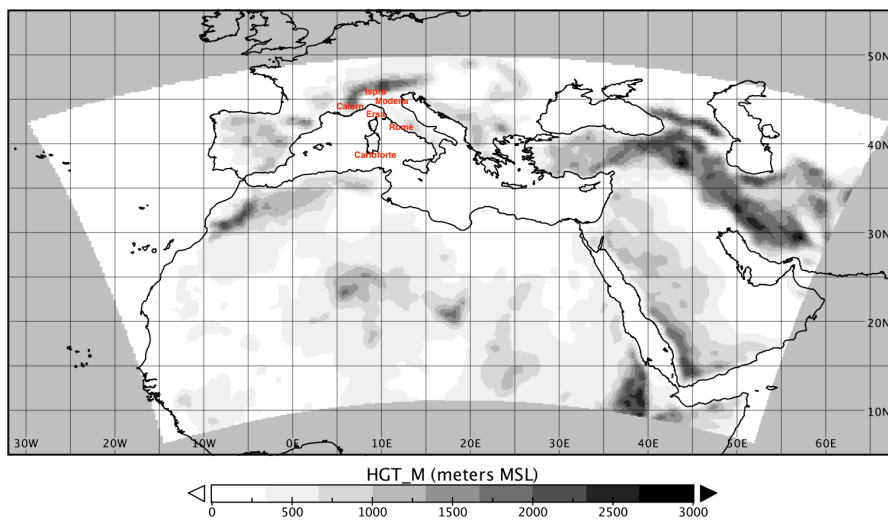 50N
Ispra
Modena
Calern
Ersa
Rome
40N
Carloforte
30N
20N
10N
30W 20W 10W 0E 10E 20E 30E 40E 50E 60E
HGT_M (meters MSL)
0 500 1000 1500 2000 2500 3000